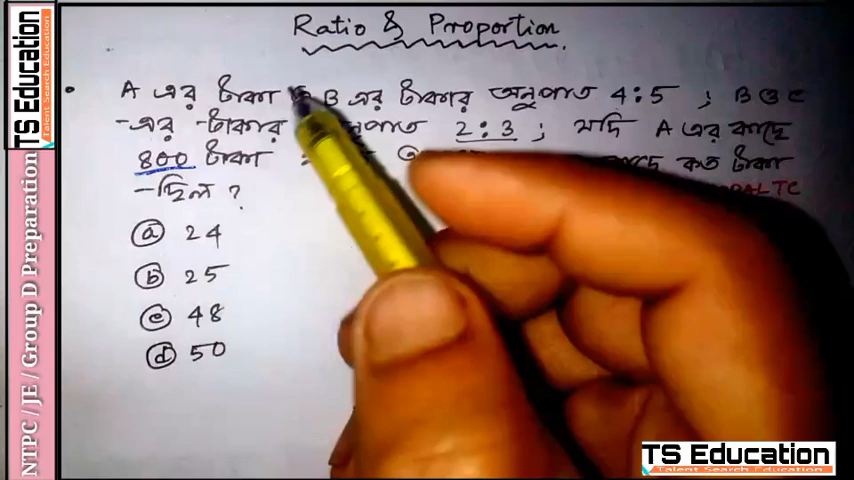 Ratio & Proportion
A এর টাকা B এর টাকার অনুপাত 4:5 ; B ও C
-এর -টাকার 2:3 ; যদি A এর কাছে
800 টাকা কত টাকা
-ছিল ?
ⓐ 24
ⓑ 25
ⓒ 48
ⓓ 50
TS Education
Talent Search Education
NTPC / JE / Group D Preparation
TS Education
Talent Search Education